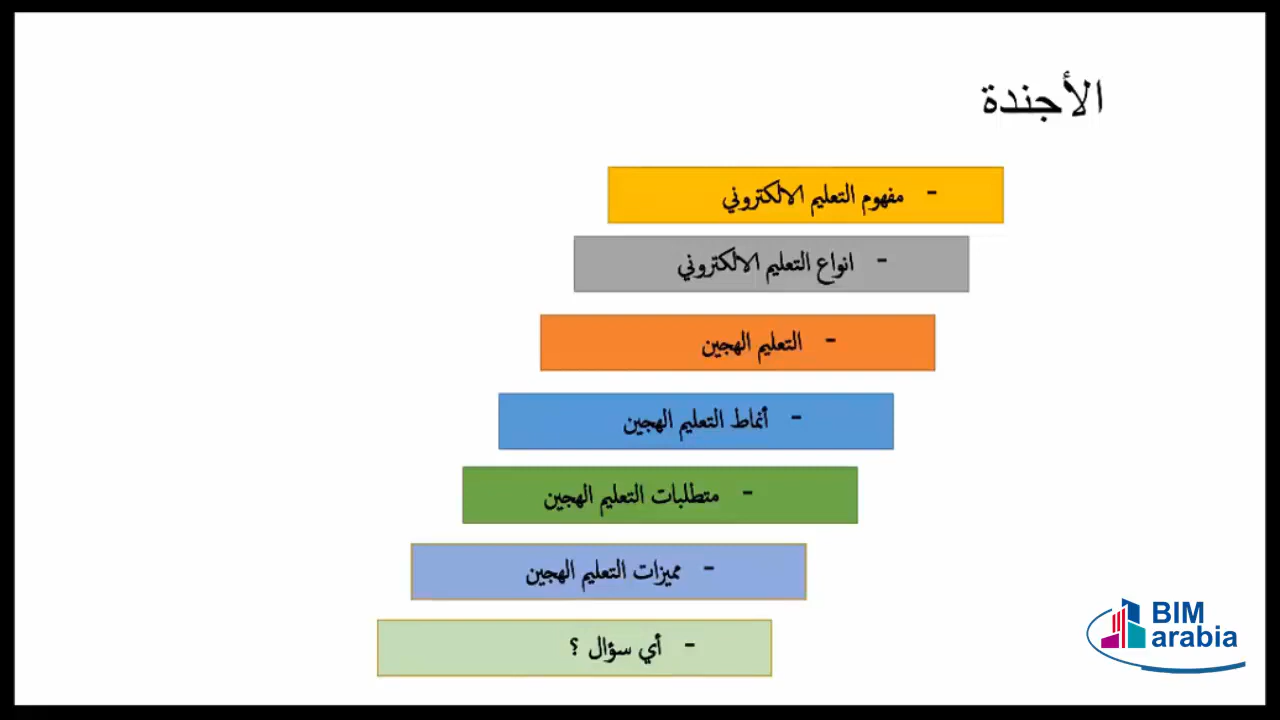 الأجندة
- مفهوم التعليم الالكتروني
- انواع التعليم الالكتروني
- التعليم الهجين
- أنماط التعليم الهجين
- متطلبات التعليم الهجين
- مميزات التعليم الهجين
- أي سؤال ؟
BIM
arabia